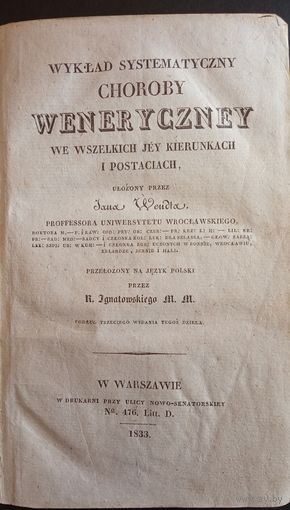 WYKŁAD SYSTEMATYCZNY
CHOROBY
WENERYCZNEY
WE WSZELKICH JÉY KIERUNKACH
I POSTACIACH,
UŁOŻONY PRZEZ
Jana Wendta,
PROFFESSORA UNIWERSYTETU WROCŁAWSKIEGO,
PRZEŁOŻONY NA JĘZYK POLSKI
PRZEZ
R. Ignatowskiego M. M.
PODŁUG TRZECIEGO WYDANIA TEGOŻ DZIEŁA.
W WARSZAWIE
W DRUKARNI PRZY ULICY NOWO-SENATORSKIEY
No. 476, Litt. D.
1833.